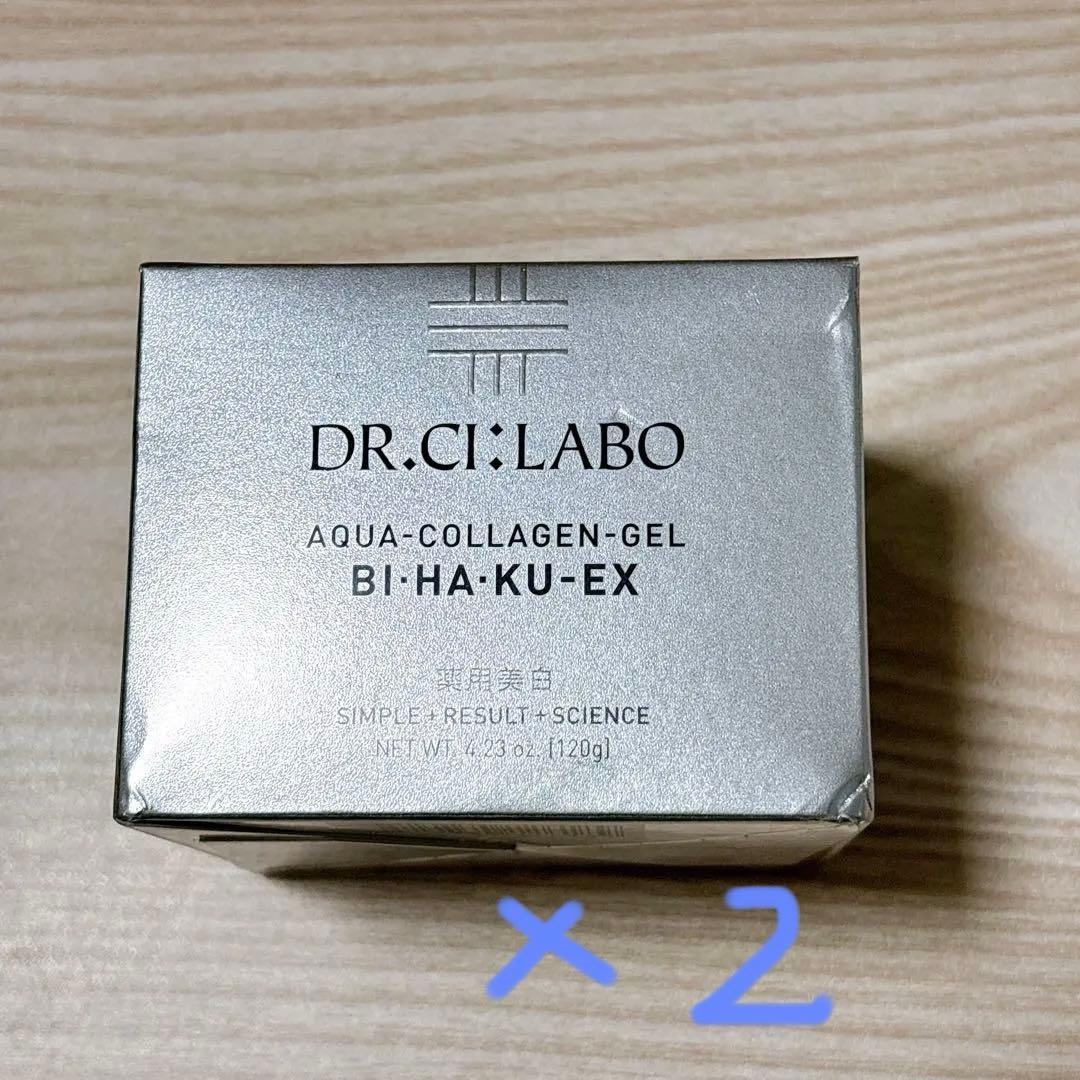 DR.CI:LABO
AQUA-COLLAGEN-GEL
BI·HA·KU-EX
薬用美白
SIMPLE+RESULT+SCIENCE
NET WT. 4.23 oz. [120g]
×2